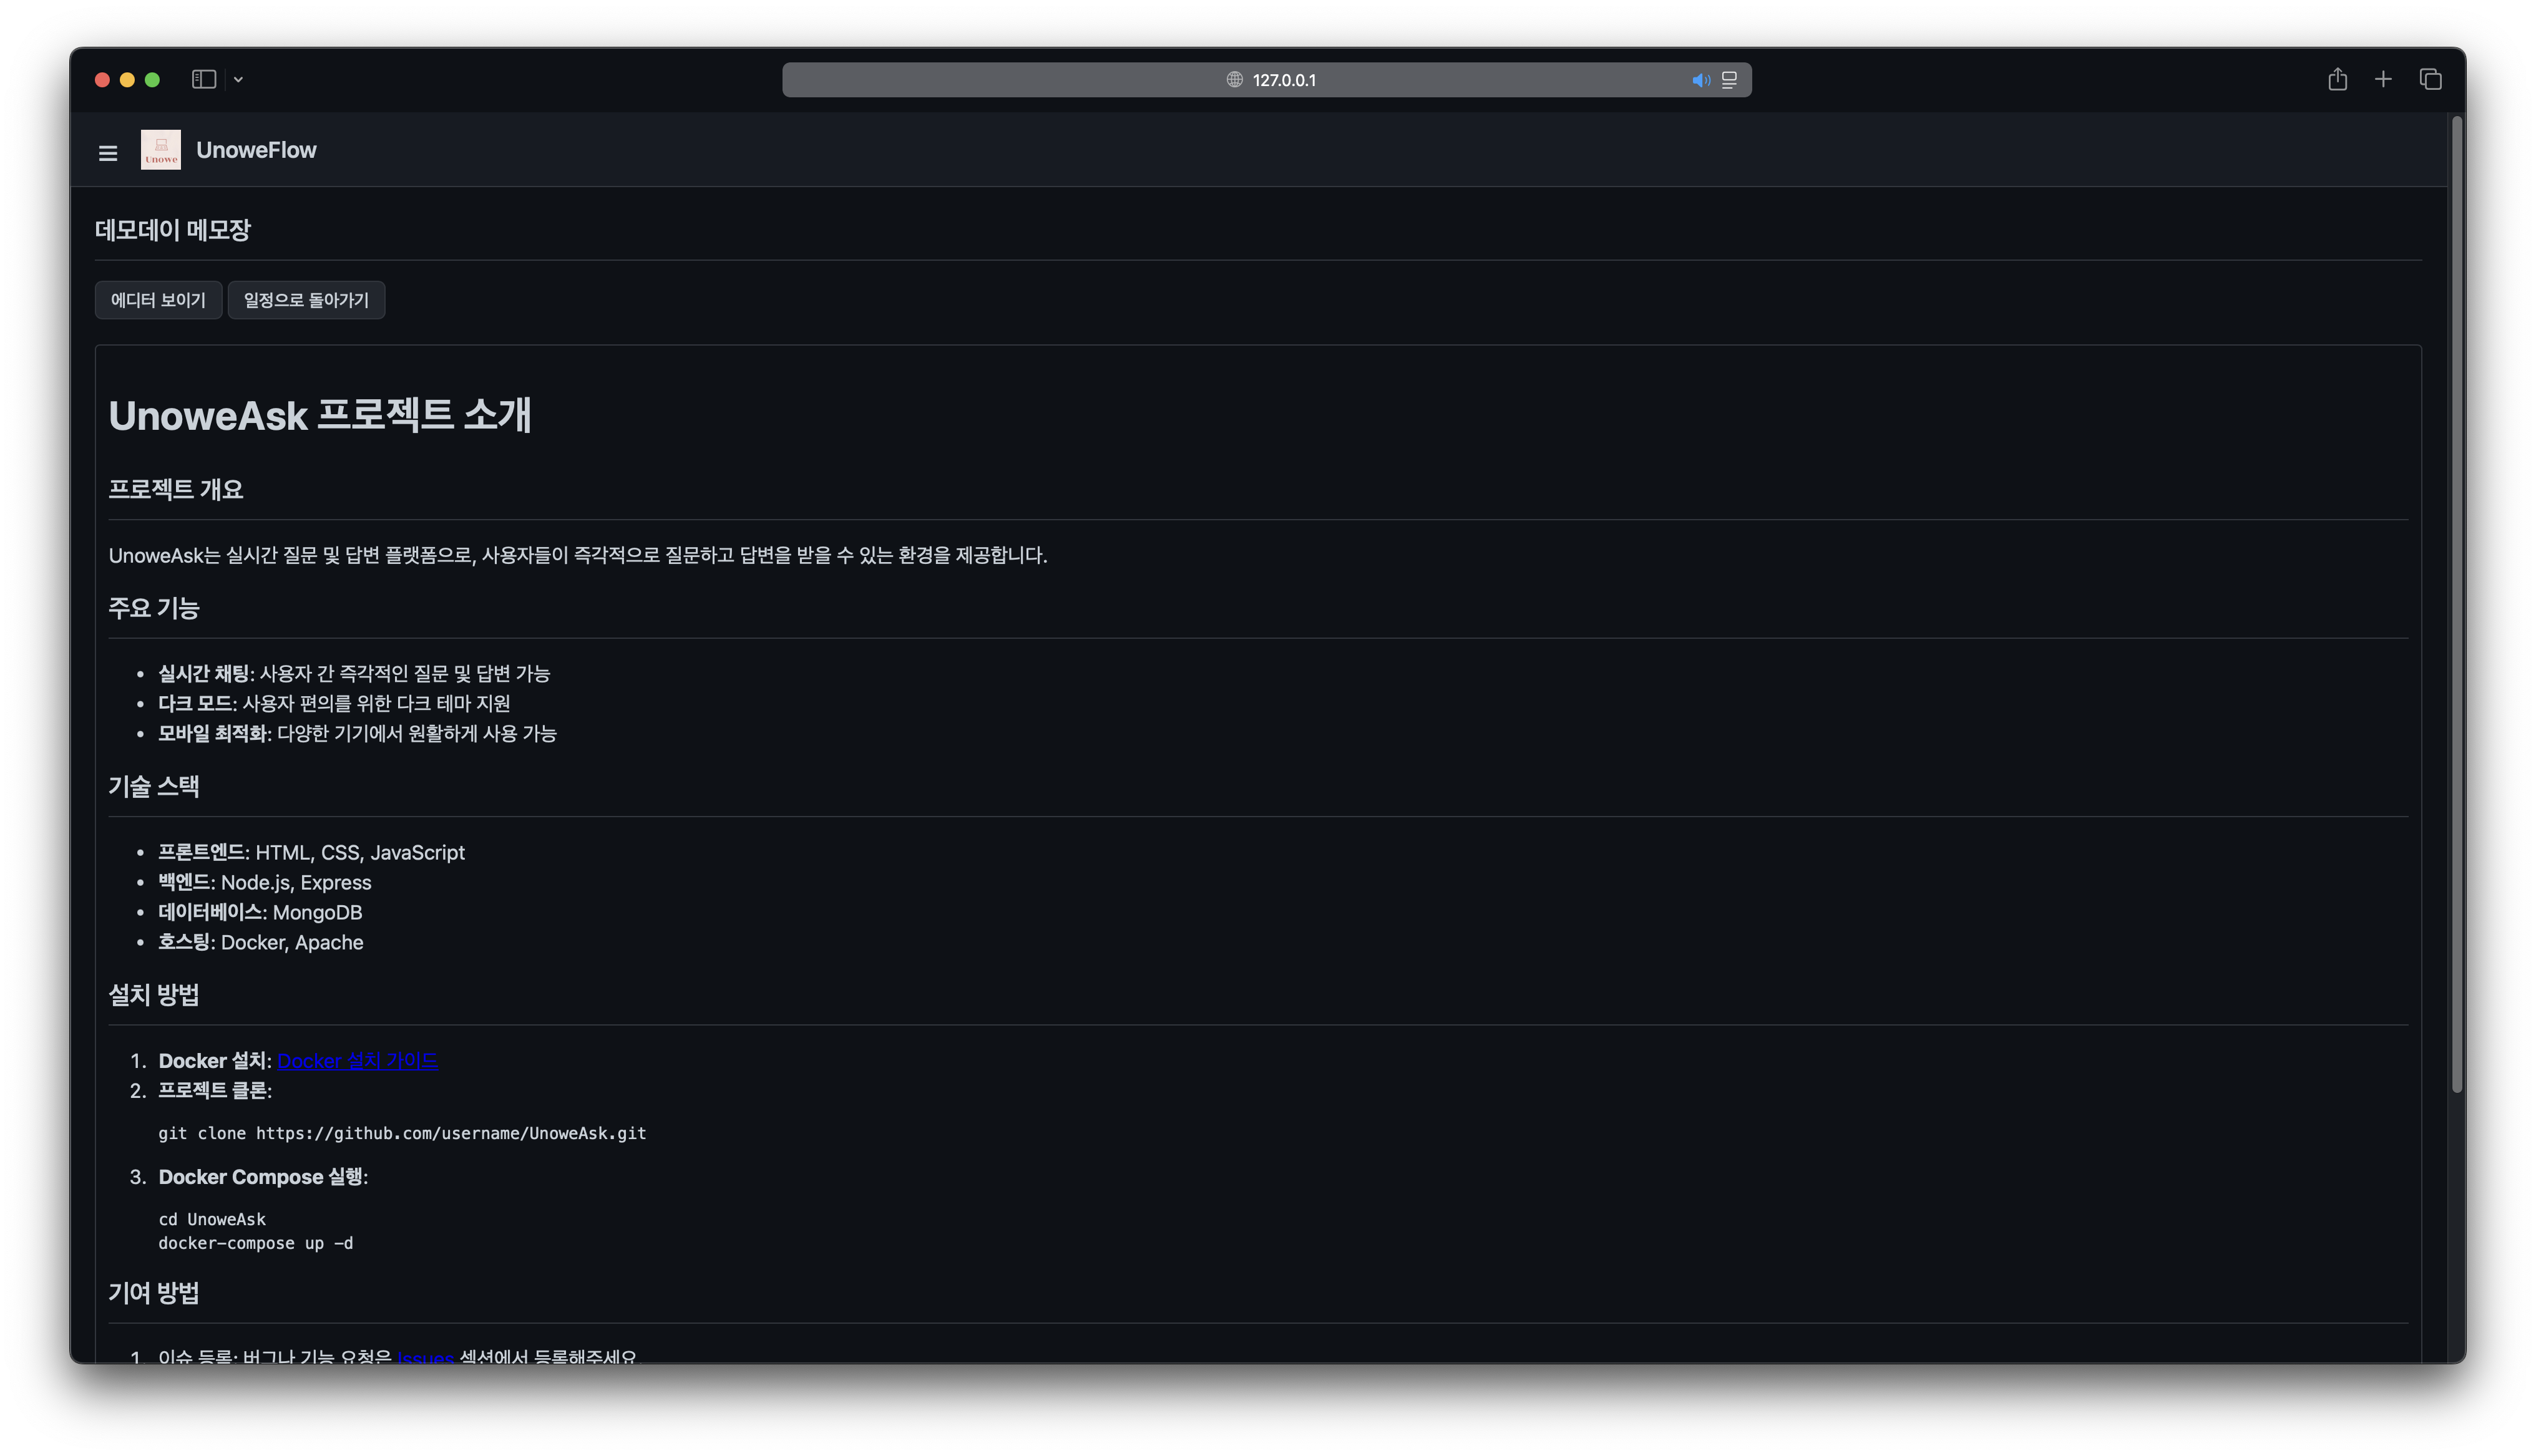 127.0.0.1
Unowe
UnoweFlow
데모데이 메모장
에디터 보이기 일정으로 돌아가기
UnoweAsk 프로젝트 소개
프로젝트 개요
UnoweAsk는 실시간 질문 및 답변 플랫폼으로, 사용자들이 즉각적으로 질문하고 답변을 받을 수 있는 환경을 제공합니다.
주요 기능
• 실시간 채팅: 사용자 간 즉각적인 질문 및 답변 가능
• 다크 모드: 사용자 편의를 위한 다크 테마 지원
• 모바일 최적화: 다양한 기기에서 원활하게 사용 가능
기술 스택
• 프론트엔드: HTML, CSS, JavaScript
• 백엔드: Node.js, Express
• 데이터베이스: MongoDB
• 호스팅: Docker, Apache
설치 방법
1. Docker 설치: Docker 설치 가이드
2. 프로젝트 클론:
git clone https://github.com/username/UnoweAsk.git
3. Docker Compose 실행:
cd UnoweAsk
docker-compose up -d
기여 방법
1. 이슈 등록: 버그나 기능 요청은 Issues 섹션에서 등록해주세요.